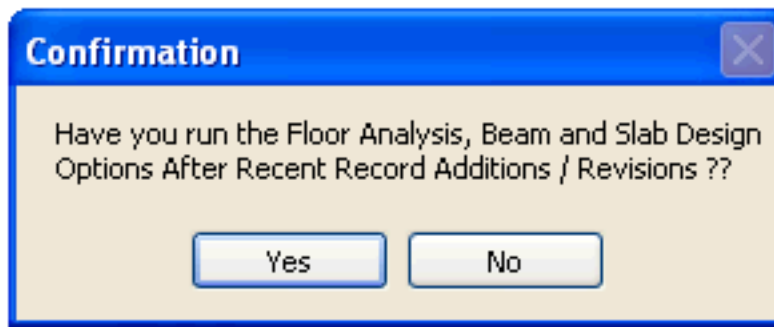 Confirmation
Have you run the Floor Analysis, Beam and Slab Design
Options After Recent Record Additions / Revisions ??
Yes No